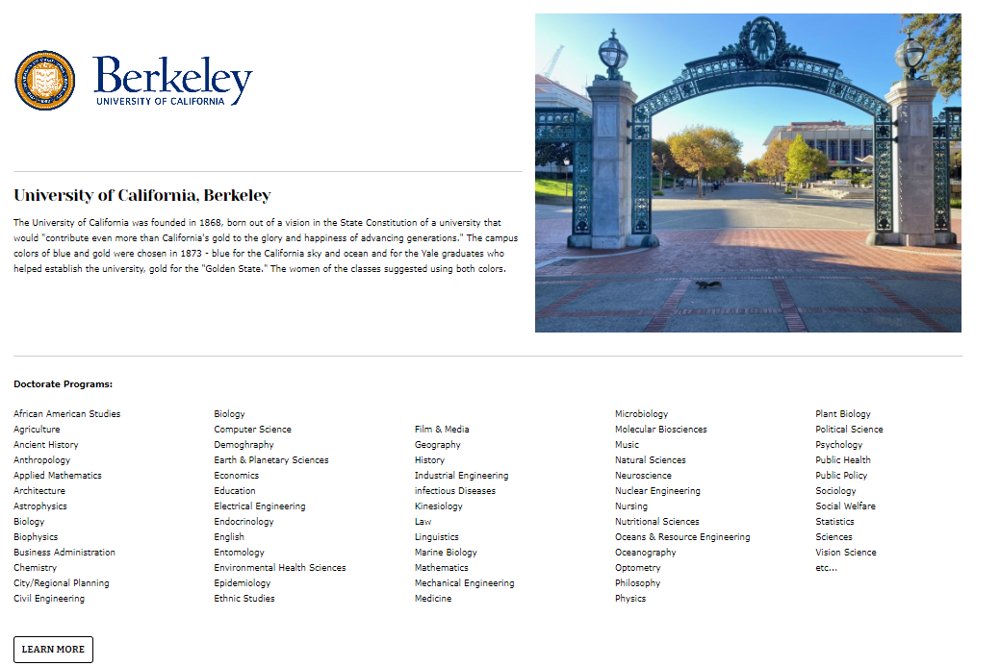 Berkeley
UNIVERSITY OF CALIFORNIA
University of California, Berkeley
The University of California was founded in 1868, born out of a vision in the State Constitution of a university that
would "contribute even more than California's gold to the glory and happiness of advancing generations." The campus
colors of blue and gold were chosen in 1873 - blue for the California sky and ocean and for the Yale graduates who
helped establish the university, gold for the "Golden State." The women of the classes suggested using both colors.
Doctorate Programs:
African American Studies
Agriculture
Ancient History
Anthropology
Applied Mathematics
Architecture
Astrophysics
Biology
Biophysics
Business Administration
Chemistry
City/Regional Planning
Civil Engineering
Biology
Computer Science
Demoghraphy
Earth & Planetary Sciences
Economics
Education
Electrical Engineering
Endocrinology
English
Entomology
Environmental Health Sciences
Epidemiology
Ethnic Studies
Film & Media
Geography
History
Industrial Engineering
infectious Diseases
Kinesiology
Law
Linguistics
Marine Biology
Mathematics
Mechanical Engineering
Medicine
Microbiology
Molecular Biosciences
Music
Natural Sciences
Neuroscience
Nuclear Engineering
Nursing
Nutritional Sciences
Oceans & Resource Engineering
Oceanography
Optometry
Philosophy
Physics
Plant Biology
Political Science
Psychology
Public Health
Public Policy
Sociology
Social Welfare
Statistics
Sciences
Vision Science
etc...
LEARN MORE